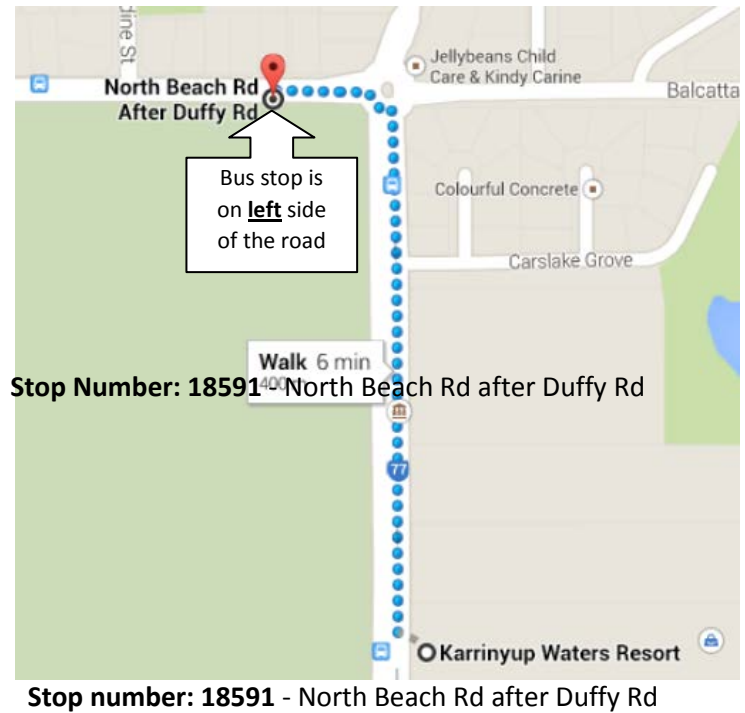 dine St
Jellybeans Child
Care & Kindy Carine
North Beach Rd
After Duffy Rd
Balcatta
Bus stop is
on left side
of the road
Colourful Concrete
Carslake Grove
Walk 6 min
Stop Number: 18591 - North Beach Rd after Duffy Rd
77
Karrinyup Waters Resort
Stop number: 18591 - North Beach Rd after Duffy Rd